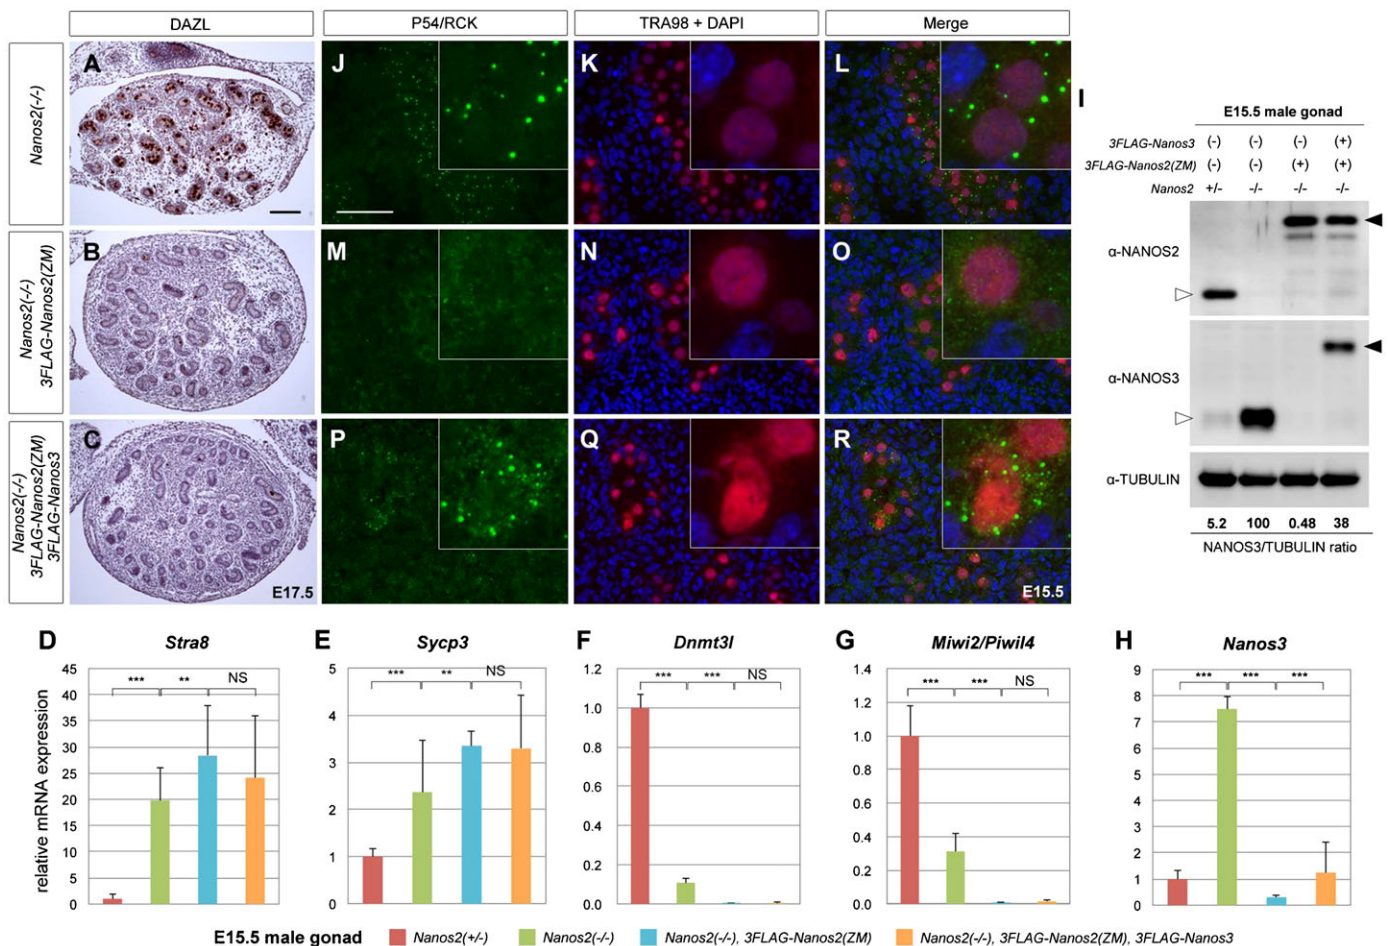 DAZL
P54/RCK
TRA98 + DAPI
Merge
Nanos2(-/-)
A
J
K
L
Nanos2(-/-)
3FLAG-Nanos2(ZM)
B
M
N
O
Nanos2(-/-)
3FLAG-Nanos2(ZM)
3FLAG-Nanos3
C
E17.5
P
Q
R
E15.5
I
E15.5 male gonad
3FLAG-Nanos3 (-) (-) (-) (+)
3FLAG-Nanos2(ZM) (-) (-) (+) (+)
Nanos2 +/- -/- -/- -/-
α-NANOS2
α-NANOS3
α-TUBULIN
5.2 100 0.48 38
NANOS3/TUBULIN ratio
relative mRNA expression
D
Stra8
45
40
35
30
25
20
15
10
5
0
*** ** NS
E
Sycp3
5
4
3
2
1
0
*** ** NS
F
Dnmt3l
1.2
1.0
0.8
0.6
0.4
0.2
0.0
*** *** NS
G
Miwi2/Piwil4
1.4
1.2
1.0
0.8
0.6
0.4
0.2
0.0
*** *** NS
H
Nanos3
9
8
7
6
5
4
3
2
1
0
*** *** ***
E15.5 male gonad
Nanos2(+/-)
Nanos2(-/-)
Nanos2(-/-), 3FLAG-Nanos2(ZM)
Nanos2(-/-), 3FLAG-Nanos2(ZM), 3FLAG-Nanos3